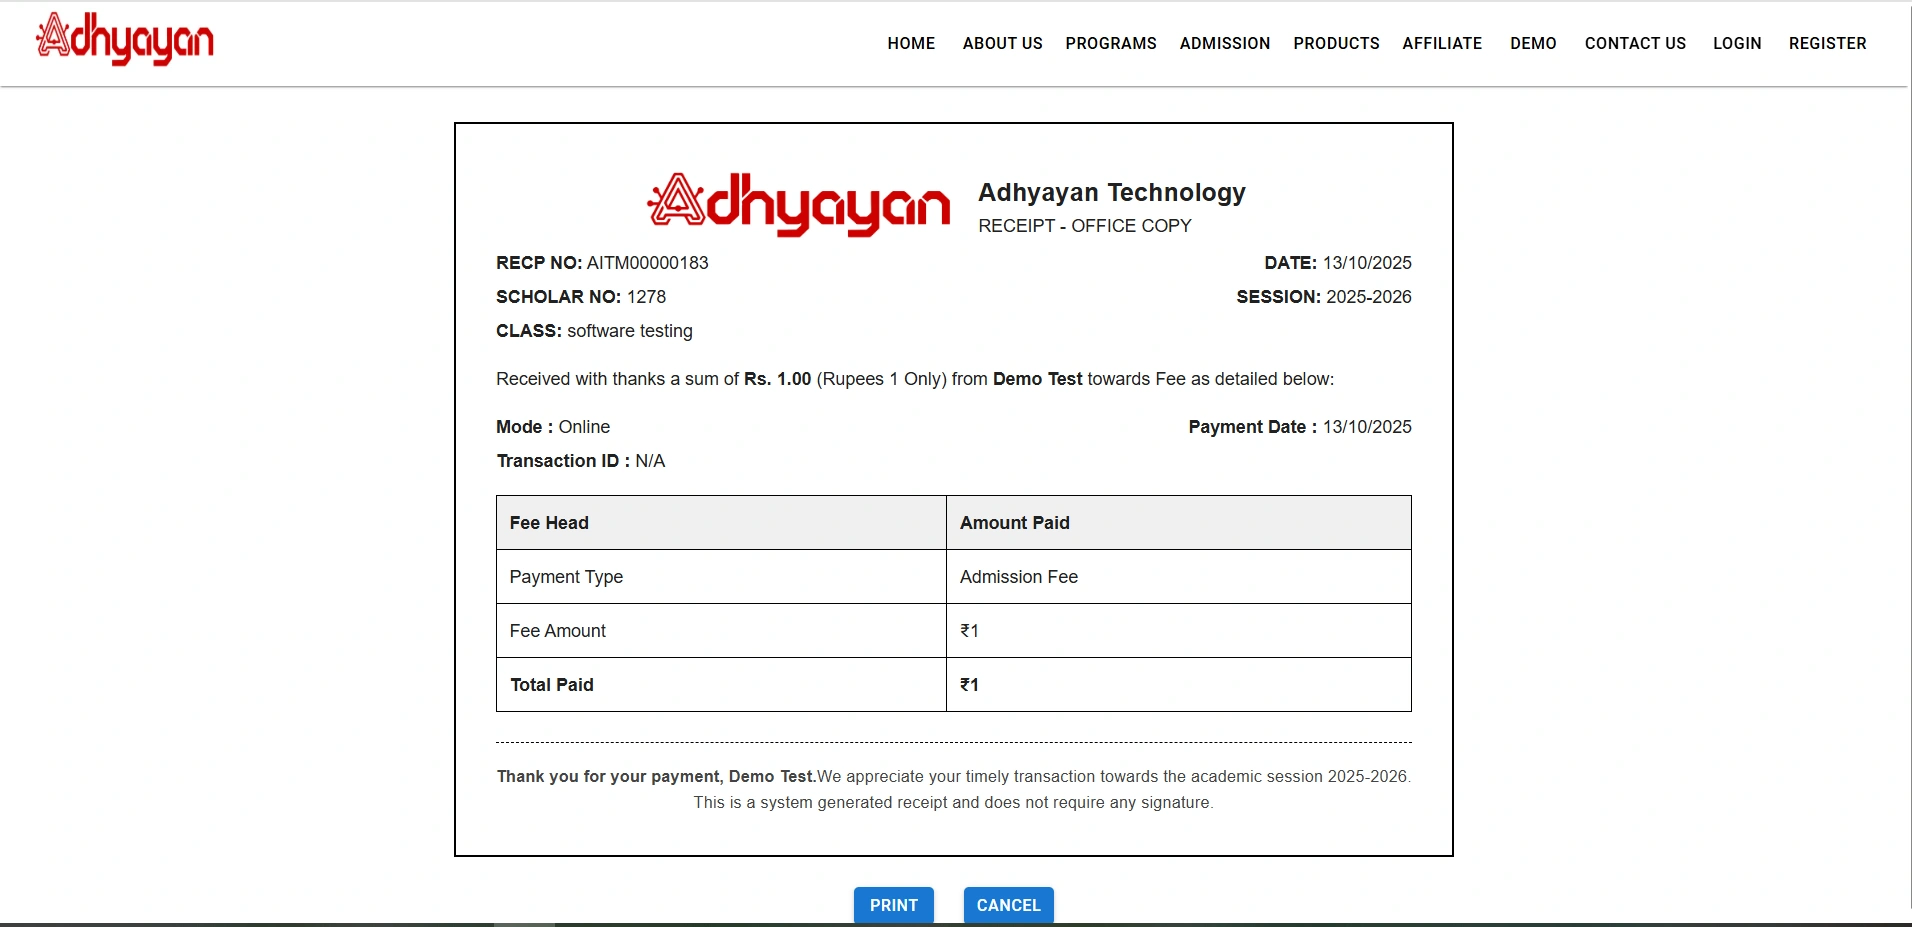 Adhyayan
HOME ABOUT US PROGRAMS ADMISSION PRODUCTS AFFILIATE DEMO CONTACT US LOGIN REGISTER
Adhyayan
Adhyayan Technology
RECEIPT - OFFICE COPY
RECP NO: AITM00000183 DATE: 13/10/2025
SCHOLAR NO: 1278 SESSION: 2025-2026
CLASS: software testing
Received with thanks a sum of Rs. 1.00 (Rupees 1 Only) from Demo Test towards Fee as detailed below:
Mode : Online Payment Date : 13/10/2025
Transaction ID : N/A
Fee Head Amount Paid
Payment Type Admission Fee
Fee Amount ₹1
Total Paid ₹1
Thank you for your payment, Demo Test.We appreciate your timely transaction towards the academic session 2025-2026.
This is a system generated receipt and does not require any signature.
PRINT CANCEL